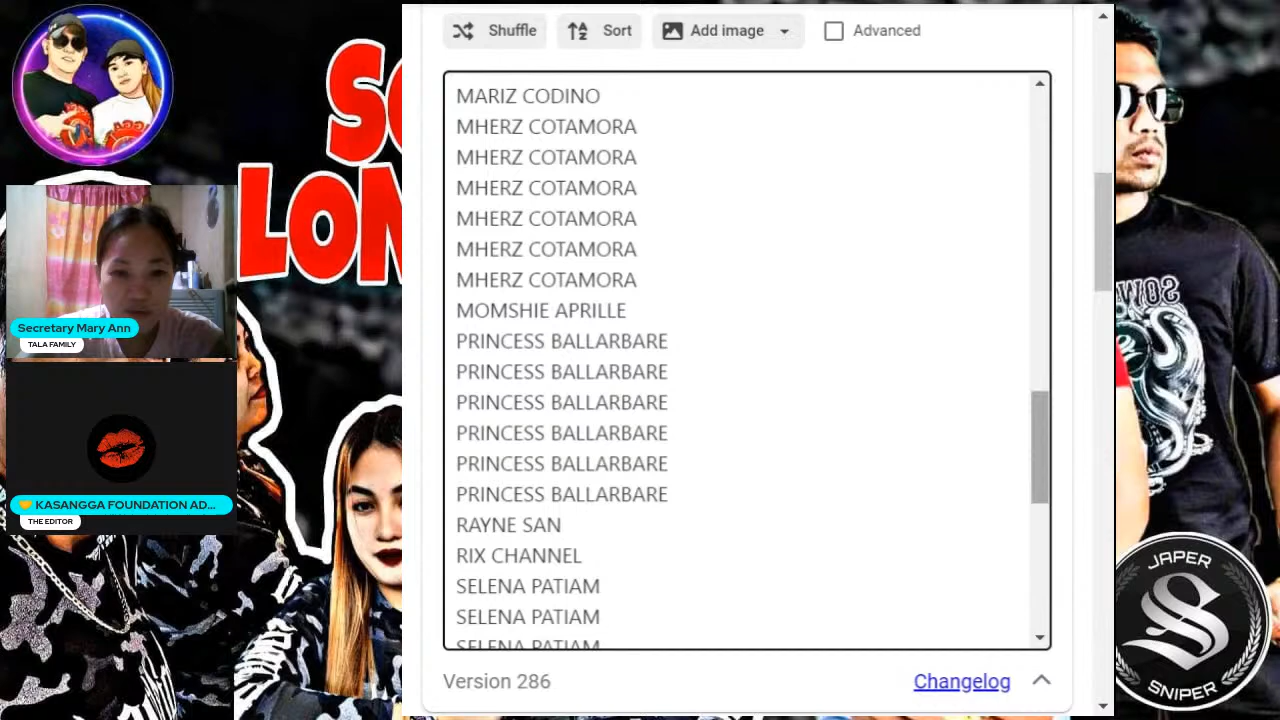 Shuffle
Sort
Add image
Advanced
MARIZ CODINO
MHERZ COTAMORA
MHERZ COTAMORA
MHERZ COTAMORA
MHERZ COTAMORA
MHERZ COTAMORA
MHERZ COTAMORA
MOMSHIE APRILLE
PRINCESS BALLARBARE
PRINCESS BALLARBARE
PRINCESS BALLARBARE
PRINCESS BALLARBARE
PRINCESS BALLARBARE
PRINCESS BALLARBARE
RAYNE SAN
RIX CHANNEL
SELENA PATIAM
SELENA PATIAM
SELENA PATIAM
Version 286
Changelog
Secretary Mary Ann
TALA FAMILY
KASANGGA FOUNDATION AD...
THE EDITOR
JAPER
S
SNIPER